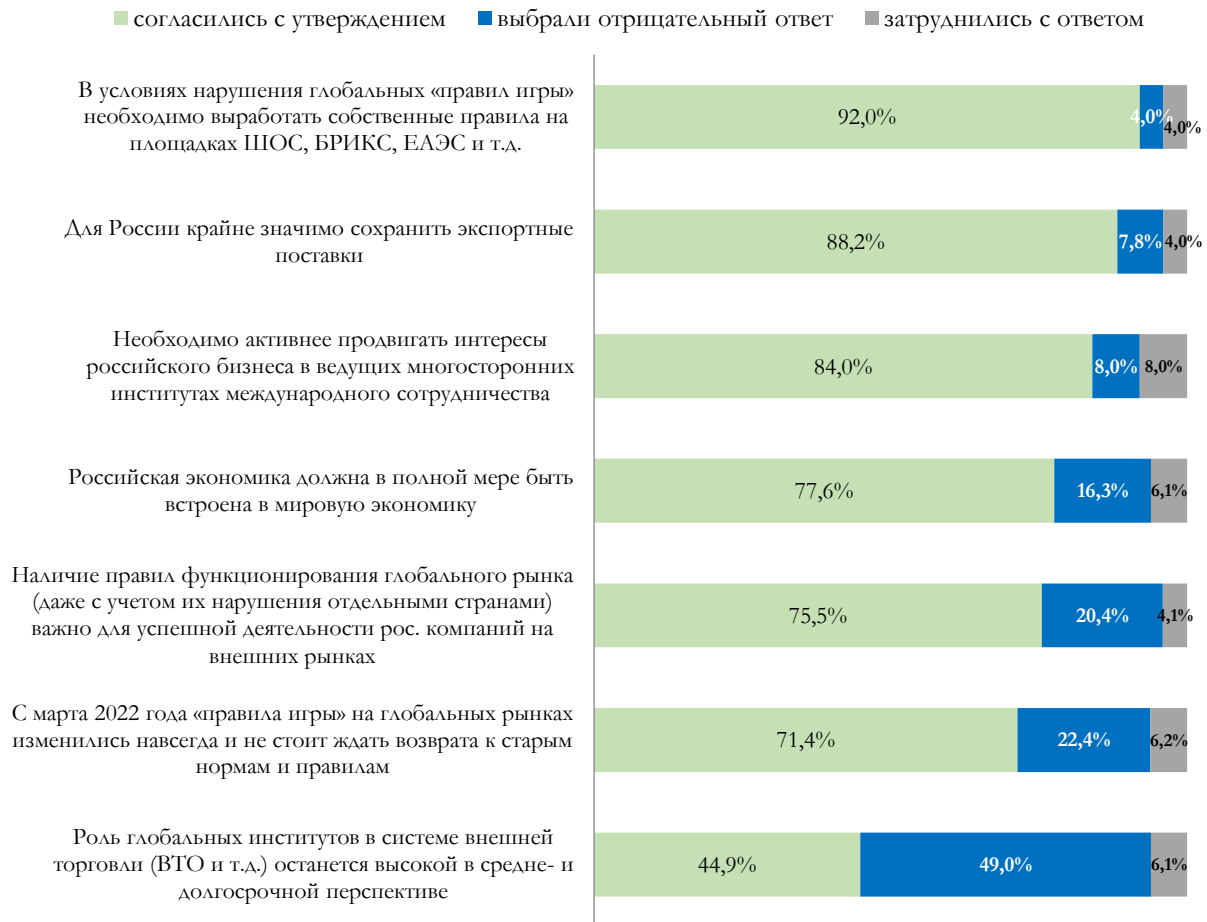 согласились с утверждением выбрали отрицательный ответ затруднились с ответом
В условиях нарушения глобальных «правил игры»
необходимо выработать собственные правила на
площадках ШОС, БРИКС, ЕАЭС и т.д.
92,0% 4,0% 4,0%
Для России крайне значимо сохранить экспортные
поставки
88,2% 7,8% 4,0%
Необходимо активнее продвигать интересы
российского бизнеса в ведущих многосторонних
институтах международного сотрудничества
84,0% 8,0% 8,0%
Российская экономика должна в полной мере быть
встроена в мировую экономику
77,6% 16,3% 6,1%
Наличие правил функционирования глобального рынка
(даже с учетом их нарушения отдельными странами)
важно для успешной деятельности рос. компаний на
внешних рынках
75,5% 20,4% 4,1%
С марта 2022 года «правила игры» на глобальных рынках
изменились навсегда и не стоит ждать возврата к старым
нормам и правилам
71,4% 22,4% 6,2%
Роль глобальных институтов в системе внешней
торговли (ВТО и т.д.) останется высокой в средне- и
долгосрочной перспективе
44,9% 49,0% 6,1%